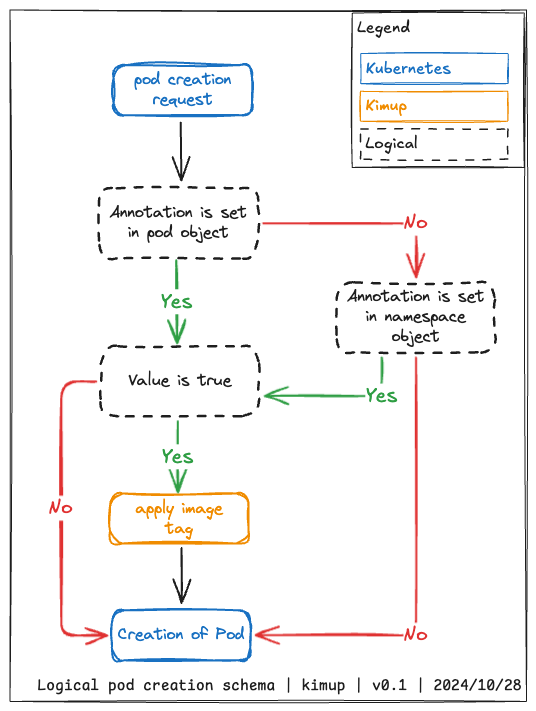 Legend
Kubernetes
Kimup
Logical
pod creation
request
Annotation is set
in pod object
No
Yes
Annotation is set
in namespace
object
Value is true
Yes
Yes
No
apply image
tag
Creation of Pod
No
Logical pod creation schema | kimup | v0.1 | 2024/10/28